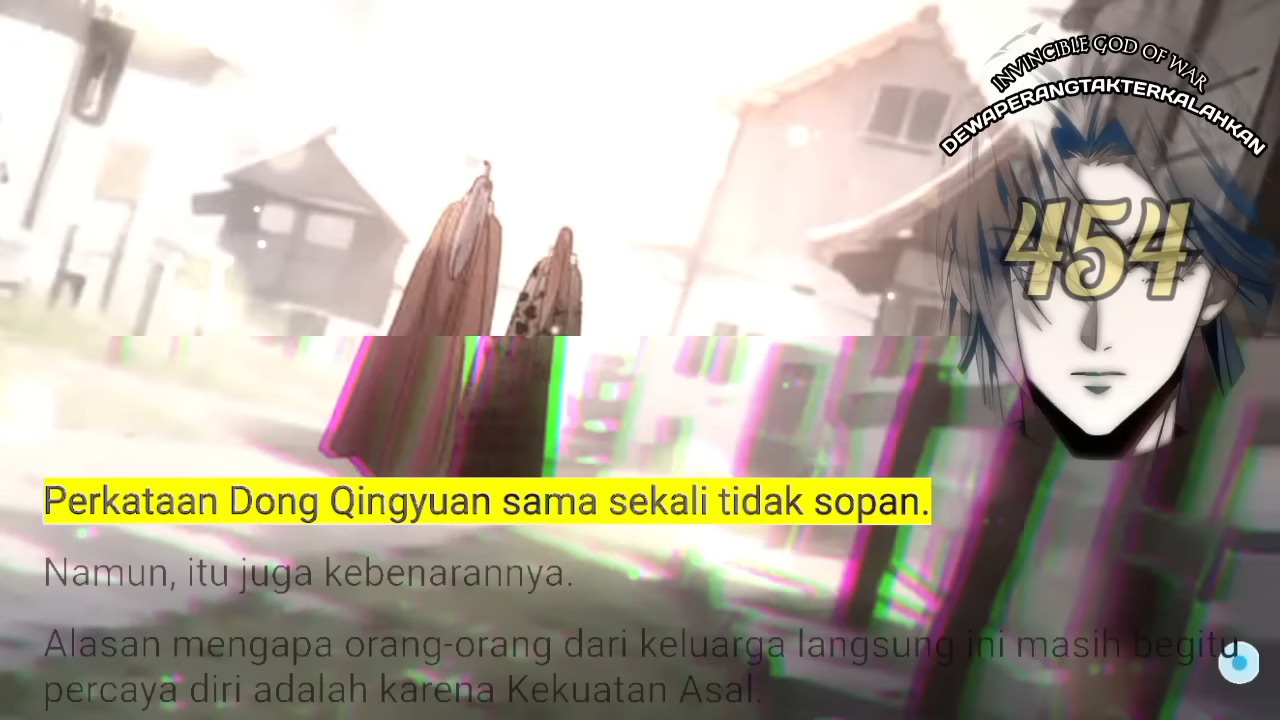 INVINCIBLE GOD OF WAR
DEWAPERANGTAKTERKALAHKAN
454
Perkataan Dong Qingyuan sama sekali tidak sopan.
Namun, itu juga kebenarannya.
Alasan mengapa orang-orang dari keluarga langsung ini masih begitu
percaya diri adalah karena Kekuatan Asal.